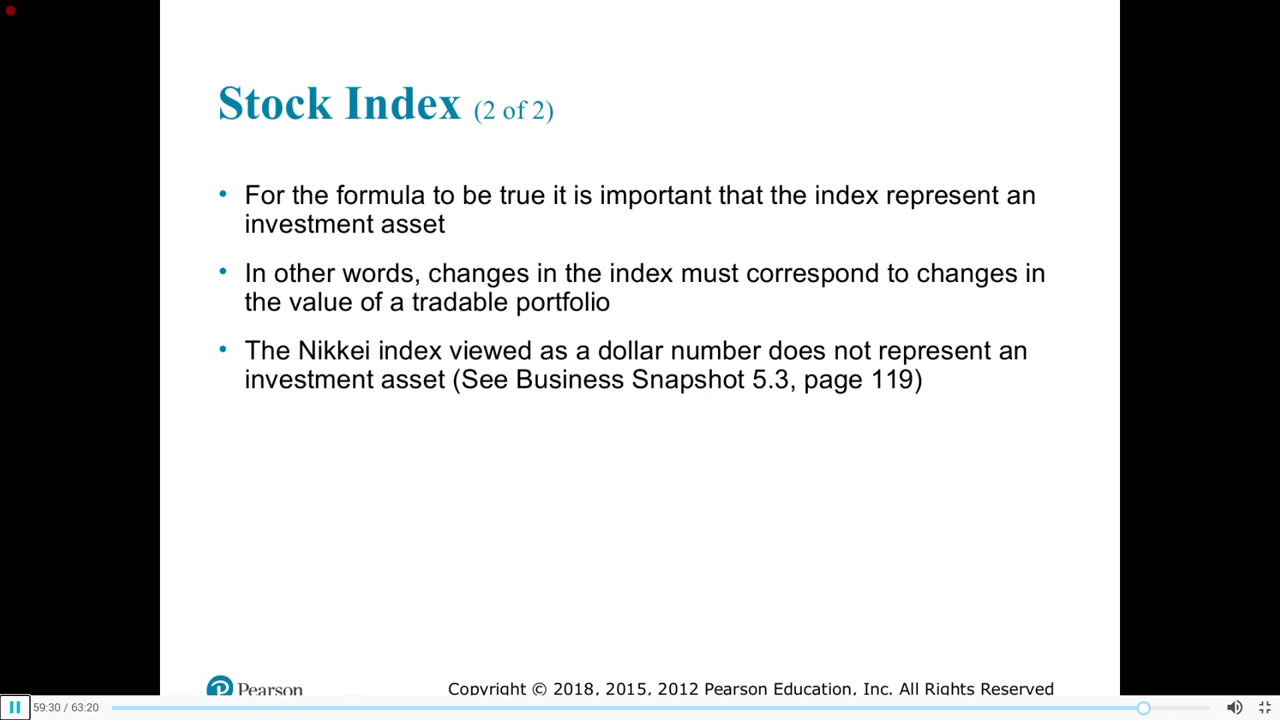 Stock Index (2 of 2)
• For the formula to be true it is important that the index represent an
investment asset
• In other words, changes in the index must correspond to changes in
the value of a tradable portfolio
• The Nikkei index viewed as a dollar number does not represent an
investment asset (See Business Snapshot 5.3, page 119)
Pearson
Copyright © 2018, 2015, 2012 Pearson Education, Inc. All Rights Reserved
59:30 / 63:20